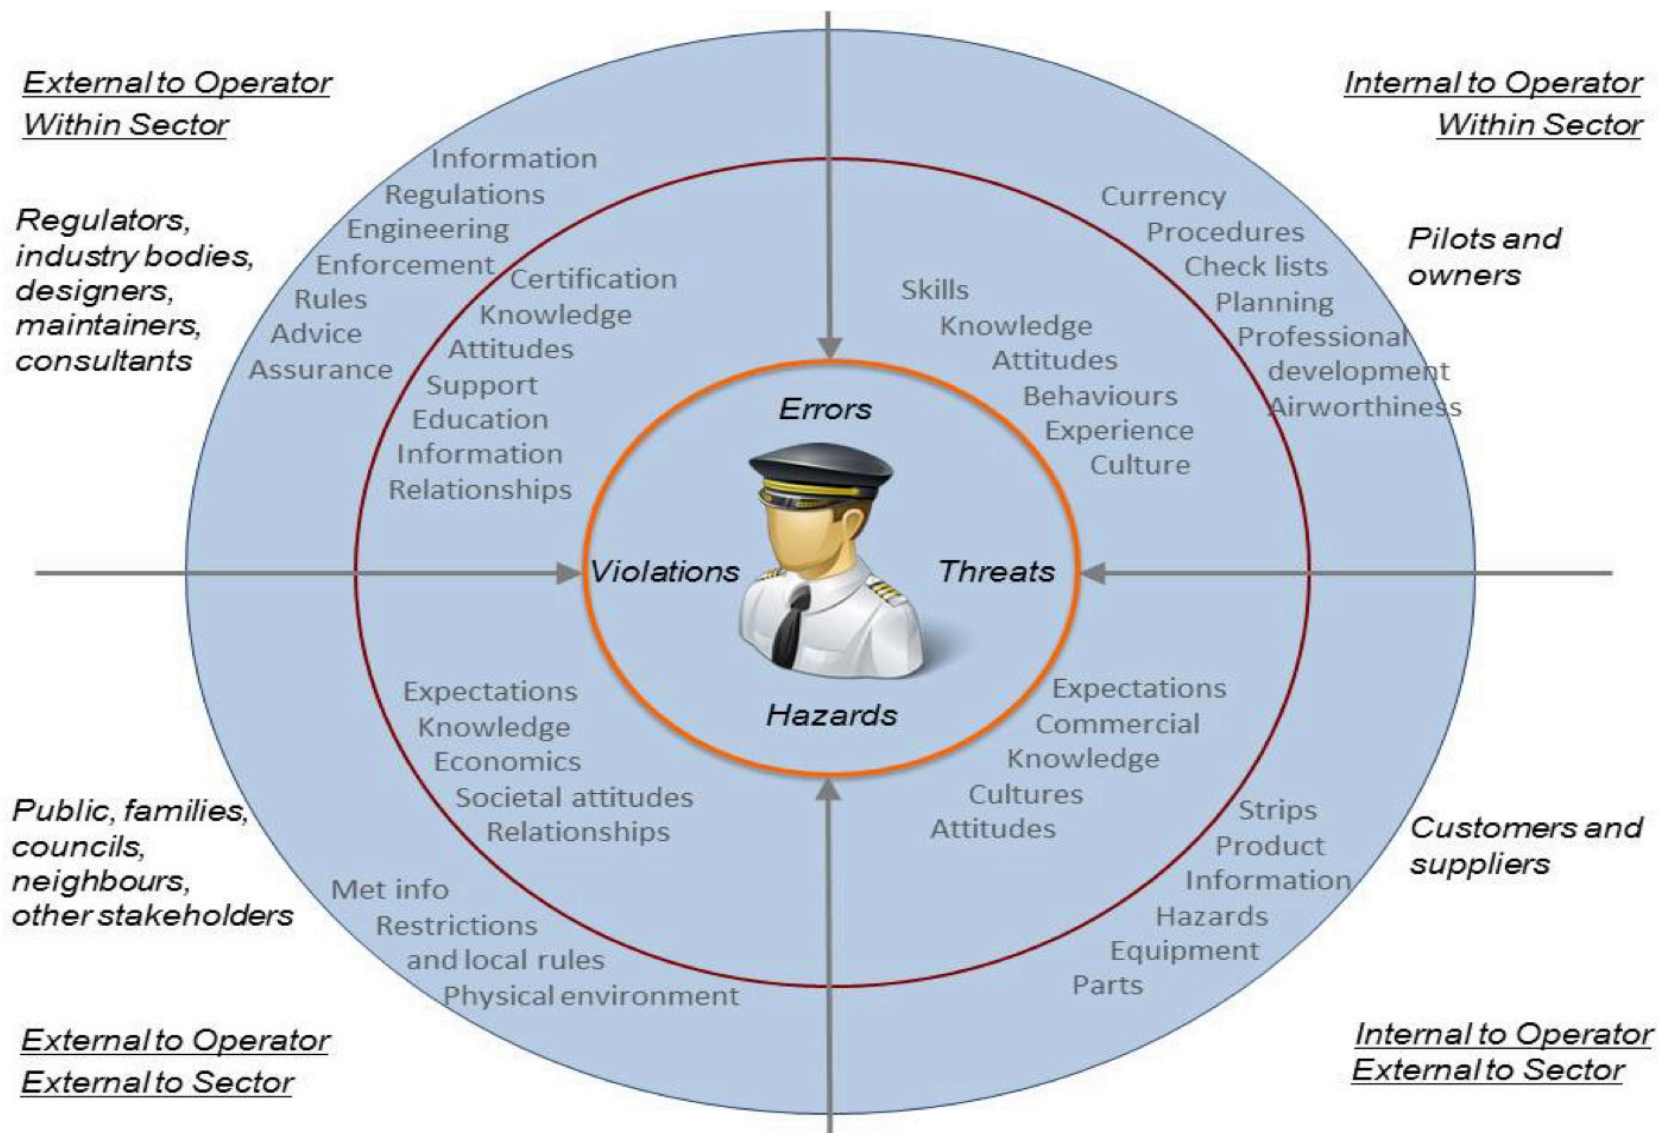 External to Operator
Within Sector
Internal to Operator
Within Sector
Regulators,
industry bodies,
designers,
maintainers,
consultants
Information
Regulations
Engineering
Enforcement
Rules
Advice
Assurance
Certification
Knowledge
Attitudes
Support
Education
Information
Relationships
Skills
Knowledge
Attitudes
Behaviours
Experience
Culture
Currency
Procedures
Check lists
Planning
Professional
development
Airworthiness
Pilots and
owners
Errors
Violations
Threats
Hazards
Public, families,
councils,
neighbours,
other stakeholders
Expectations
Knowledge
Economics
Societal attitudes
Relationships
Met info
Restrictions
and local rules
Physical environment
Expectations
Commercial
Knowledge
Cultures
Attitudes
Strips
Product
Information
Hazards
Equipment
Parts
Customers and
suppliers
External to Operator
External to Sector
Internal to Operator
External to Sector